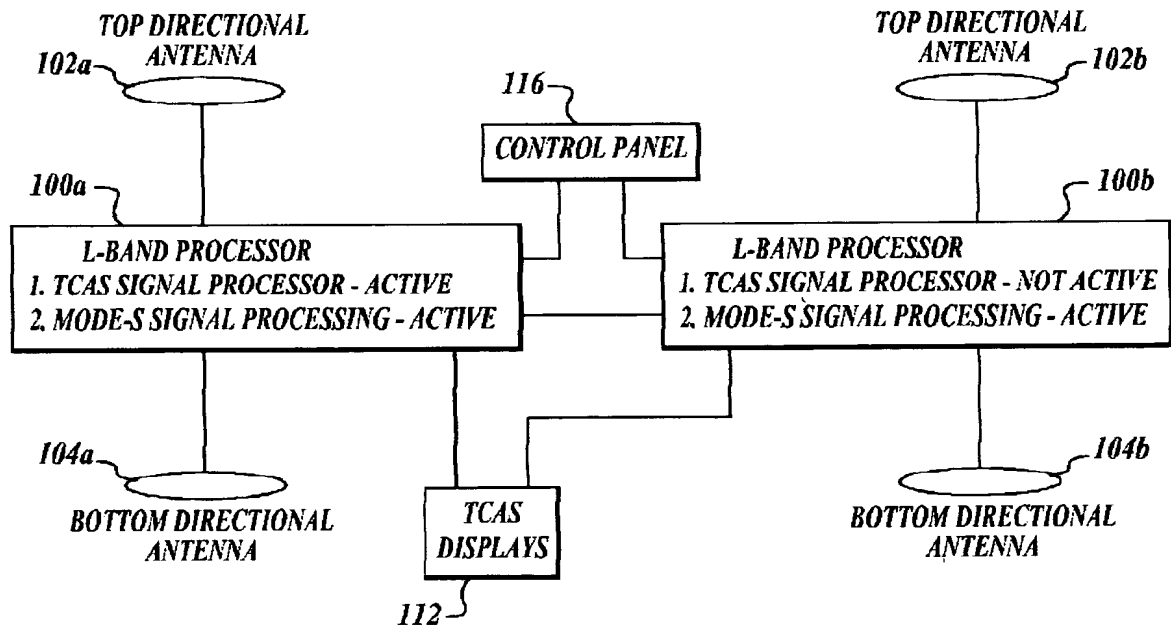 TOP DIRECTIONAL
ANTENNA
102a
TOP DIRECTIONAL
ANTENNA
102b
116
CONTROL PANEL
100a
100b
L-BAND PROCESSOR
1. TCAS SIGNAL PROCESSOR - ACTIVE
2. MODE-S SIGNAL PROCESSING - ACTIVE
L-BAND PROCESSOR
1. TCAS SIGNAL PROCESSOR - NOT ACTIVE
2. MODE-S SIGNAL PROCESSING - ACTIVE
104a
BOTTOM DIRECTIONAL
ANTENNA
TCAS
DISPLAYS
112
104b
BOTTOM DIRECTIONAL
ANTENNA